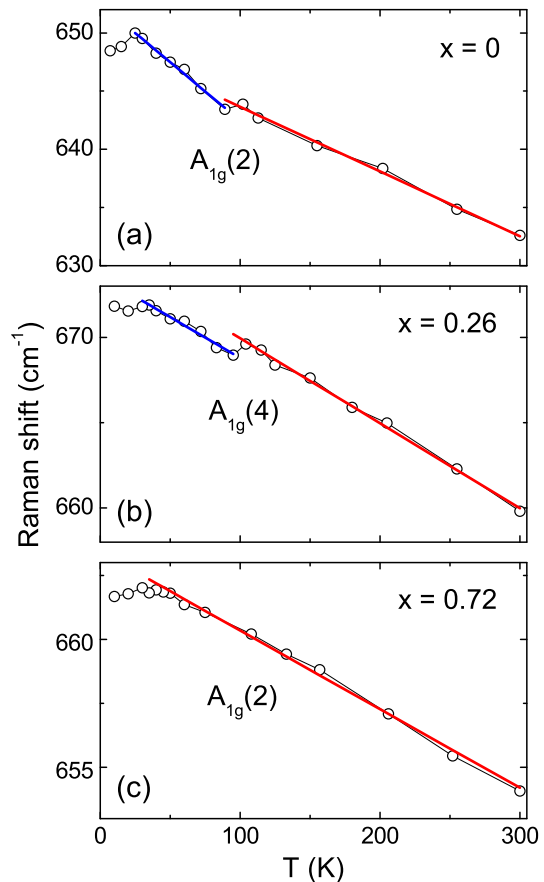 650
640
630
x = 0
A1g(2)
(a)
670
660
x = 0.26
A1g(4)
(b)
660
654
x = 0.72
A1g(2)
(c)
0
100
200
300
T (K)
Raman shift (cm-1)